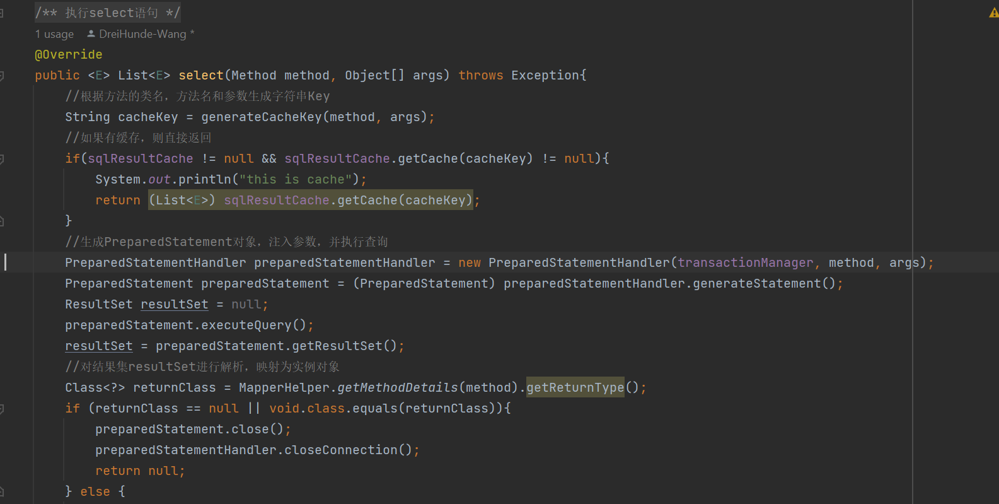 /** 执行select语句 */
1 usage DreiHunde-Wang *
@Override
public <E> List<E> select(Method method, Object[] args) throws Exception{
//根据方法的类名，方法名和参数生成字符串Key
String cacheKey = generateCacheKey(method, args);
//如果有缓存，则直接返回
if(sqlResultCache != null && sqlResultCache.getCache(cacheKey) != null){
System.out.println("this is cache");
return (List<E>) sqlResultCache.getCache(cacheKey);
}
//生成PreparedStatement对象，注入参数，并执行查询
PreparedStatementHandler preparedStatementHandler = new PreparedStatementHandler(transactionManager, method, args);
PreparedStatement preparedStatement = (PreparedStatement) preparedStatementHandler.generateStatement();
ResultSet resultSet = null;
preparedStatement.executeQuery();
resultSet = preparedStatement.getResultSet();
//对结果集resultSet进行解析，映射为实例对象
Class<?> returnClass = MapperHelper.getMethodDetails(method).getReturnType();
if (returnClass == null || void.class.equals(returnClass)){
preparedStatement.close();
preparedStatementHandler.closeConnection();
return null;
} else {